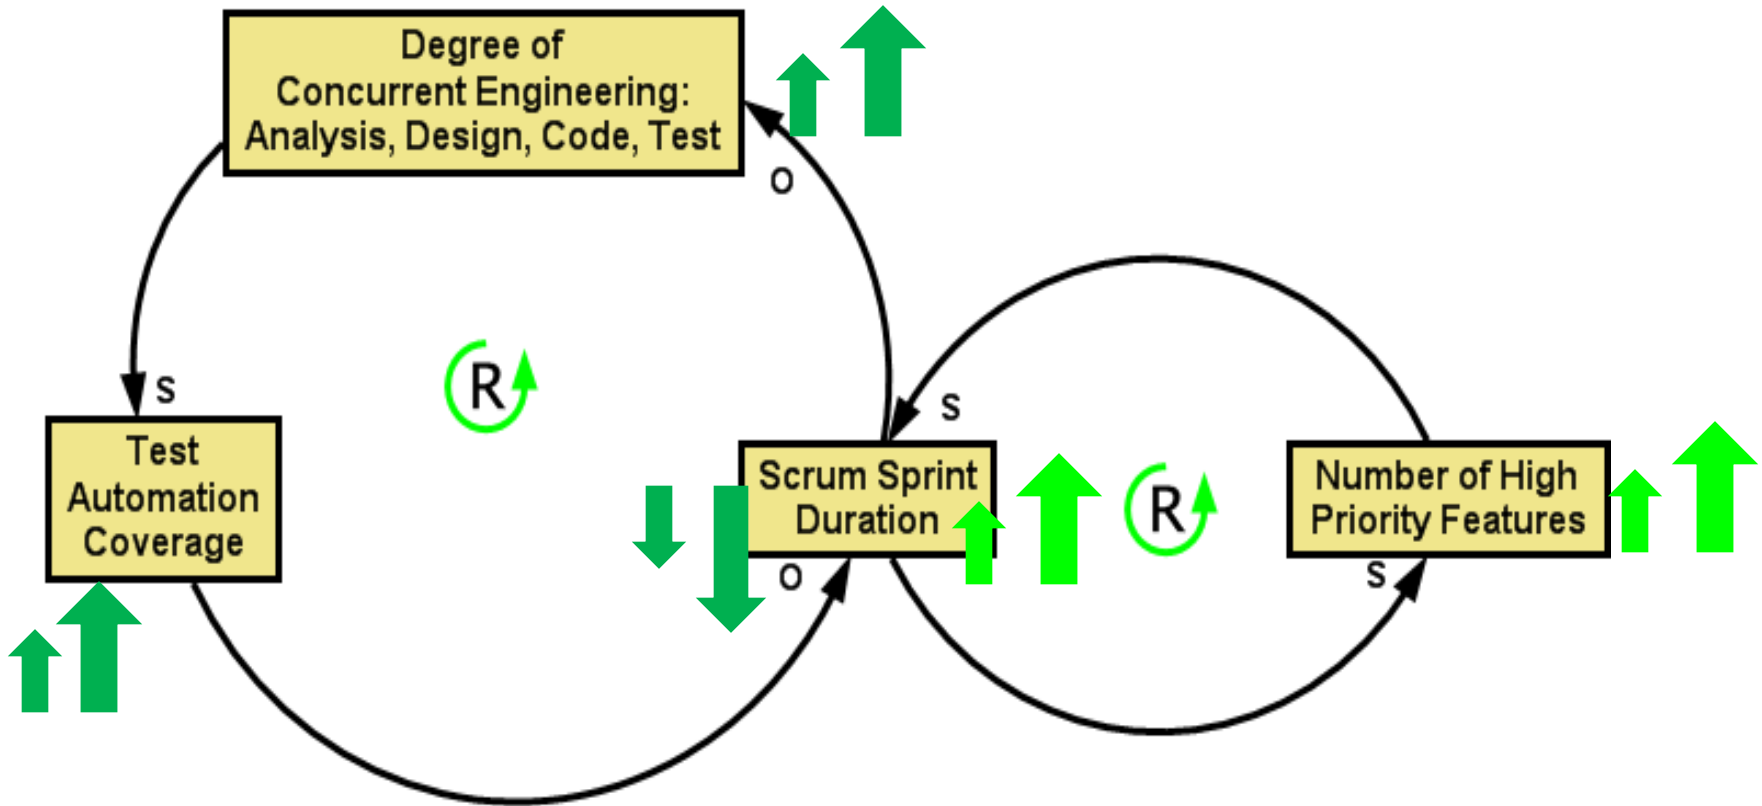 Degree of
Concurrent Engineering:
Analysis, Design, Code, Test
O
R
S
S
Test
Automation
Coverage
Scrum Sprint
Duration
R
Number of High
Priority Features
O
S